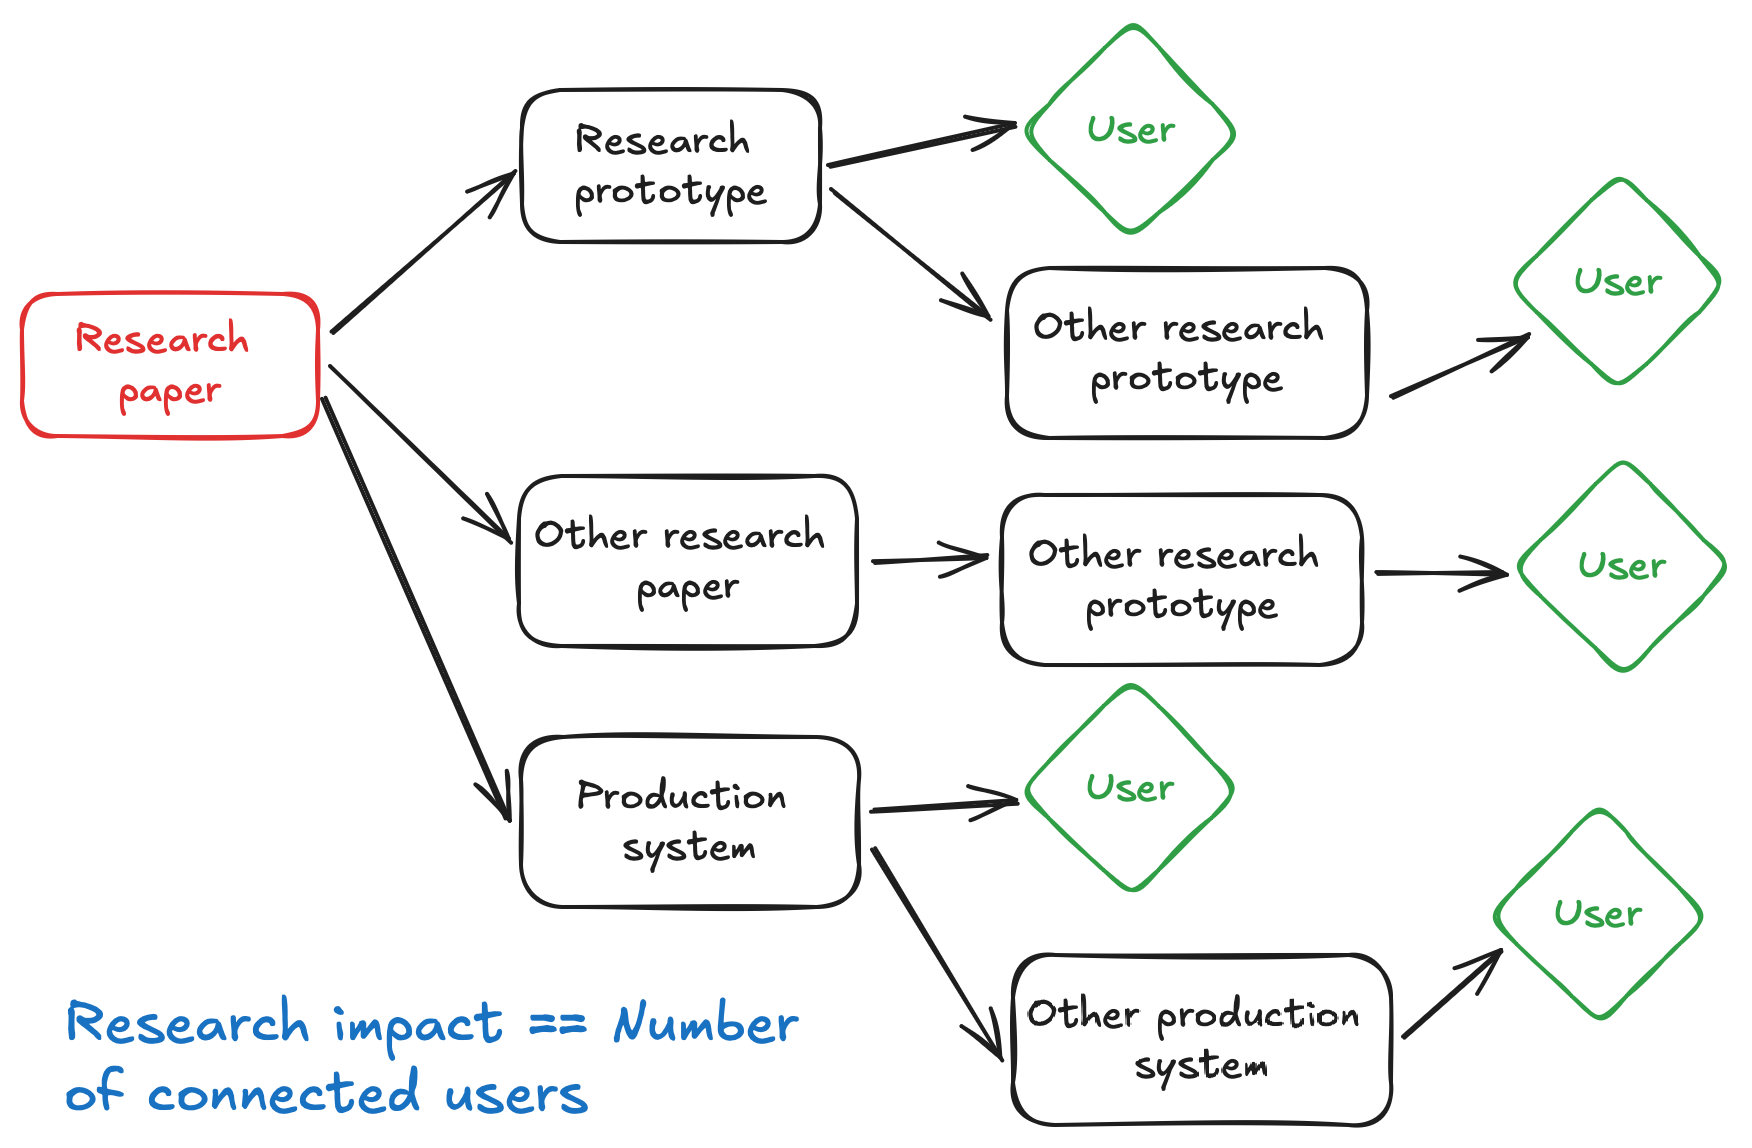 Research
prototype
User
User
Research
paper
Other research
prototype
Other research
paper
Other research
prototype
User
Production
system
User
User
Other production
system
Research impact == Number
of connected users